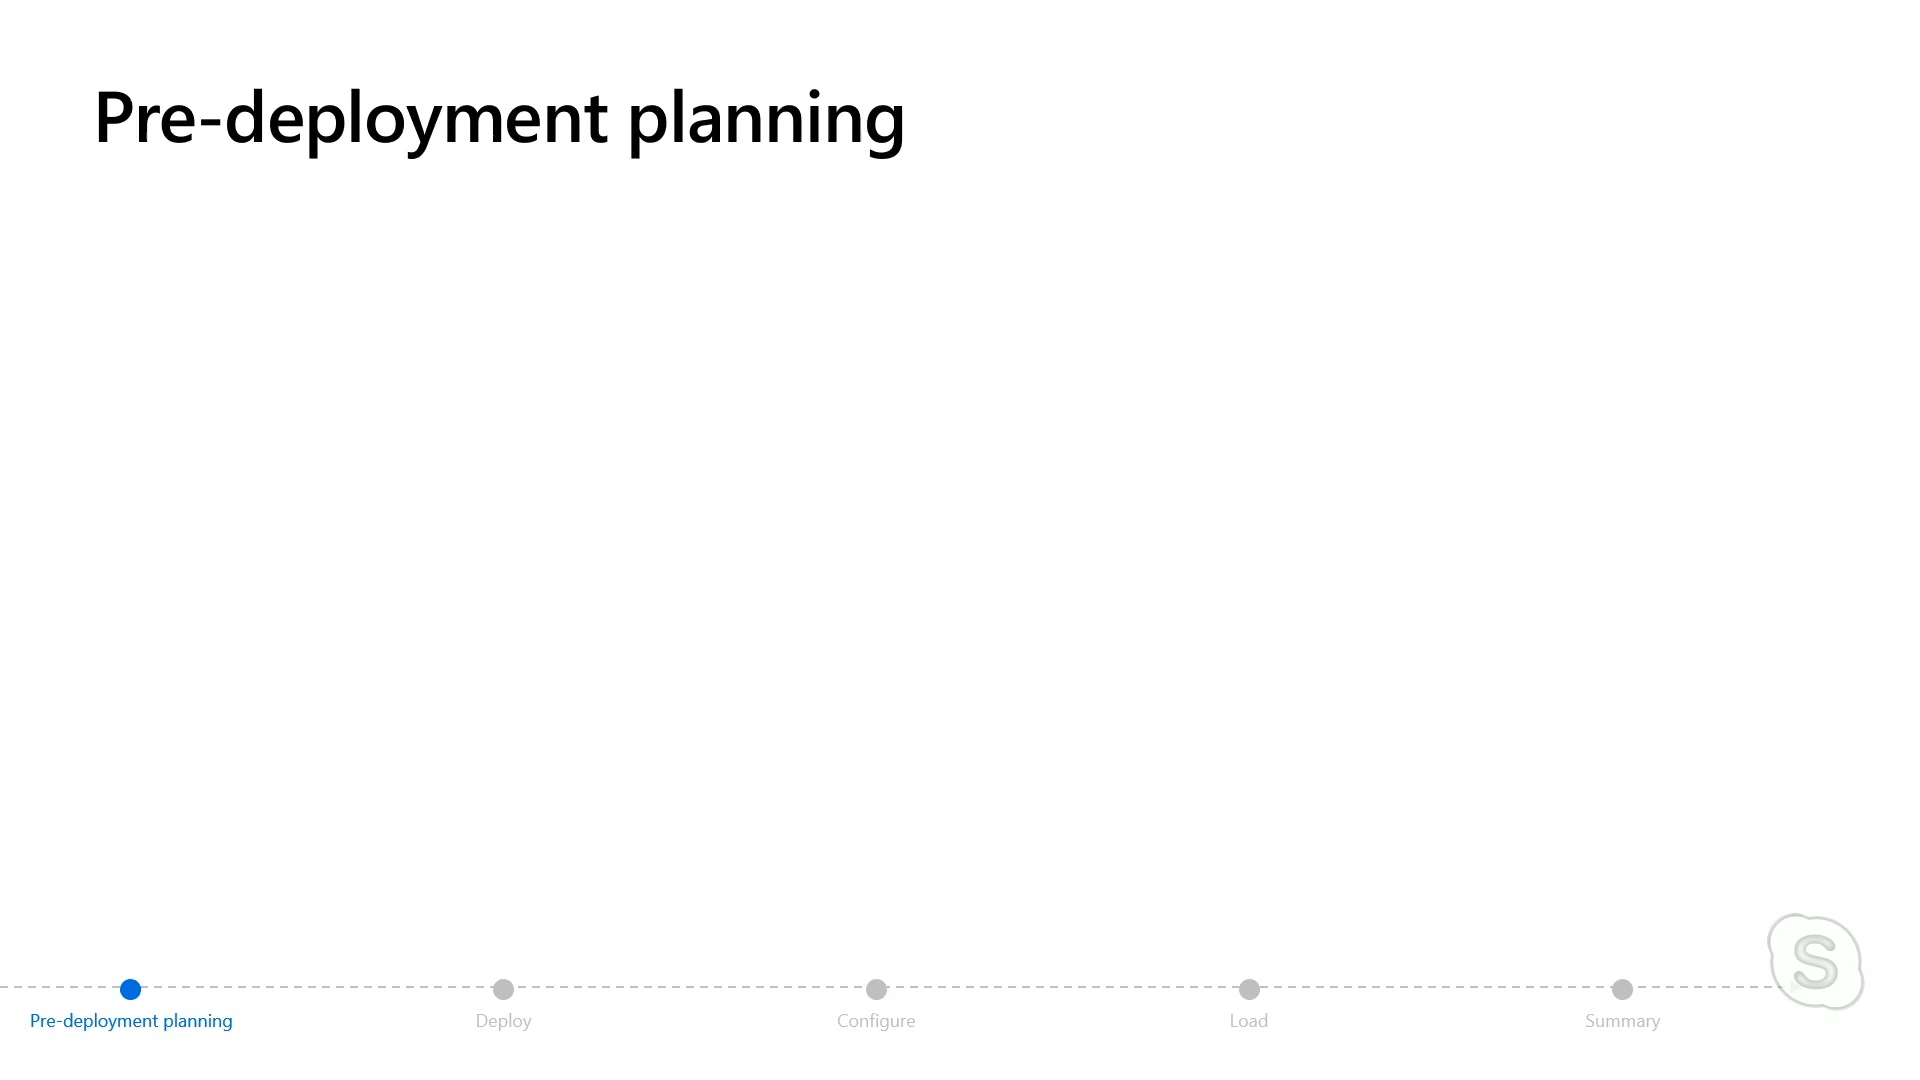 Pre-deployment planning
S
Pre-deployment planning
Deploy
Configure
Load
Summary